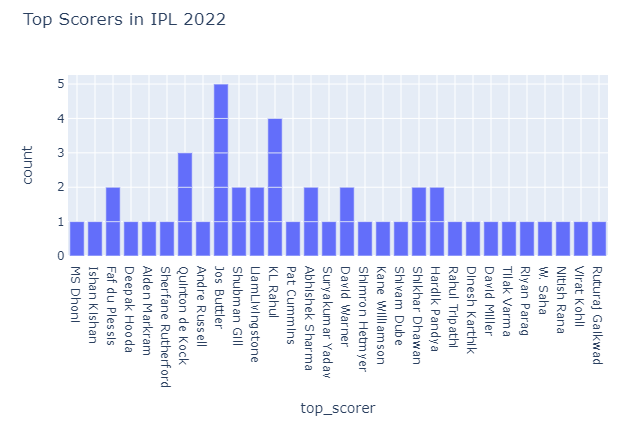 Top Scorers in IPL 2022
count
5
4
3
2
1
0
MS Dhoni
Ishan Kishan
Faf du Plessis
Deepak Hooda
Aiden Markram
Sherfane Rutherford
Quinton de Kock
Andre Russell
Jos Buttler
Shubman Gill
LiamLivingstone
KL Rahul
Pat Cummins
Abhishek Sharma
Suryakumar Yadav
David Warner
Shimron Hetmyer
Kane Williamson
Shivam Dube
Shikhar Dhawan
Hardik Pandya
Rahul Tripathi
Dinesh Karthik
David Miller
Tilak Varma
Riyan Parag
W. Saha
Nitish Rana
Virat Kohli
Ruturaj Gaikwad
top_scorer